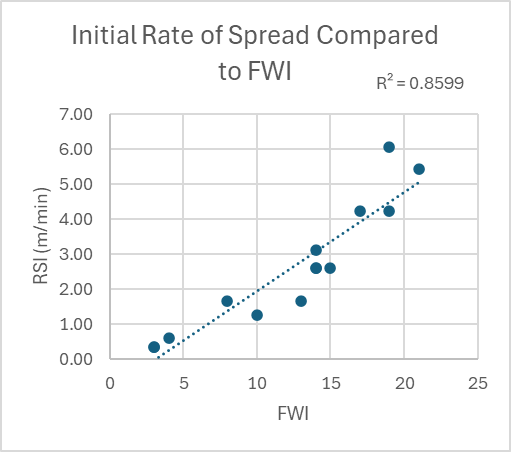 Initial Rate of Spread Compared
to FWI
R² = 0.8599
7.00
6.00
5.00
4.00
3.00
2.00
1.00
0.00
RSI (m/min)
0 5 10 15 20 25
FWI